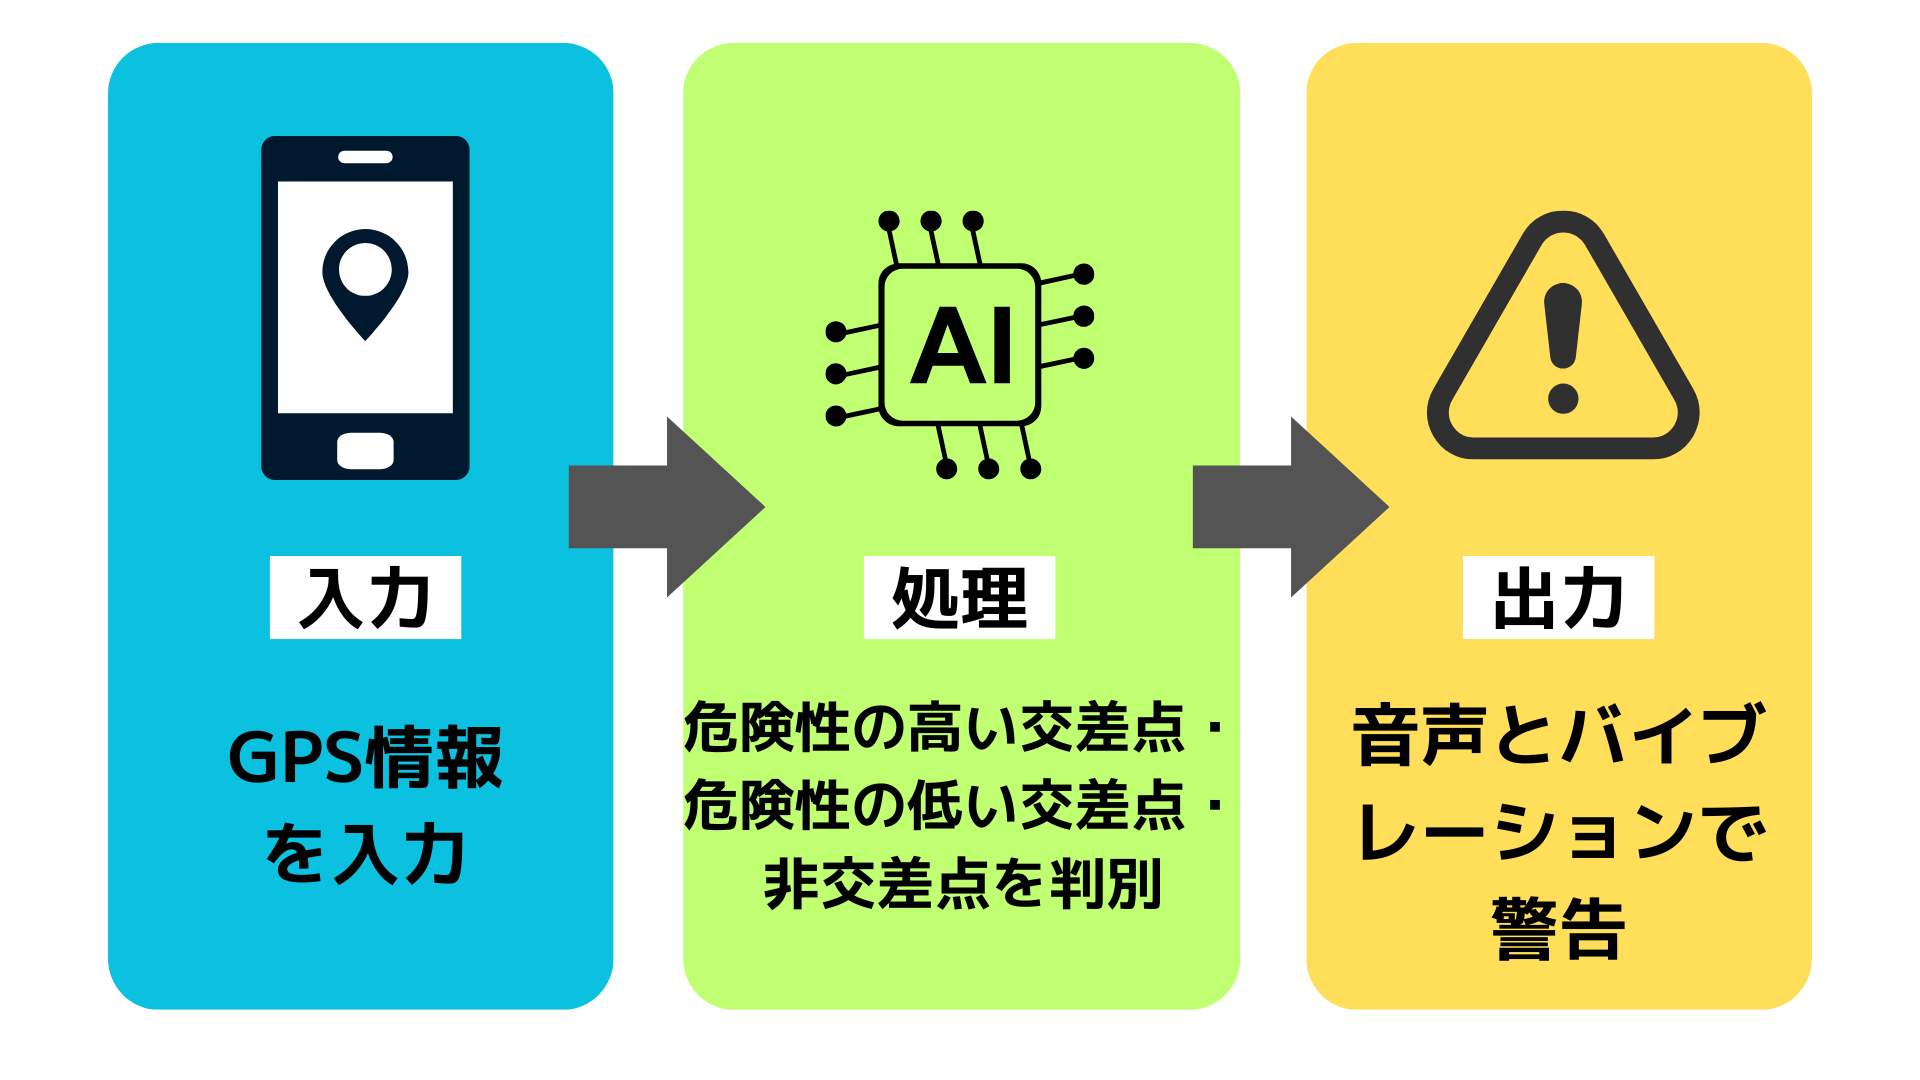 入力
GPS情報
を入力
AI
処理
危険性の高い交差点・
危険性の低い交差点・
非交差点を判別
出力
音声とバイブ
レーションで
警告